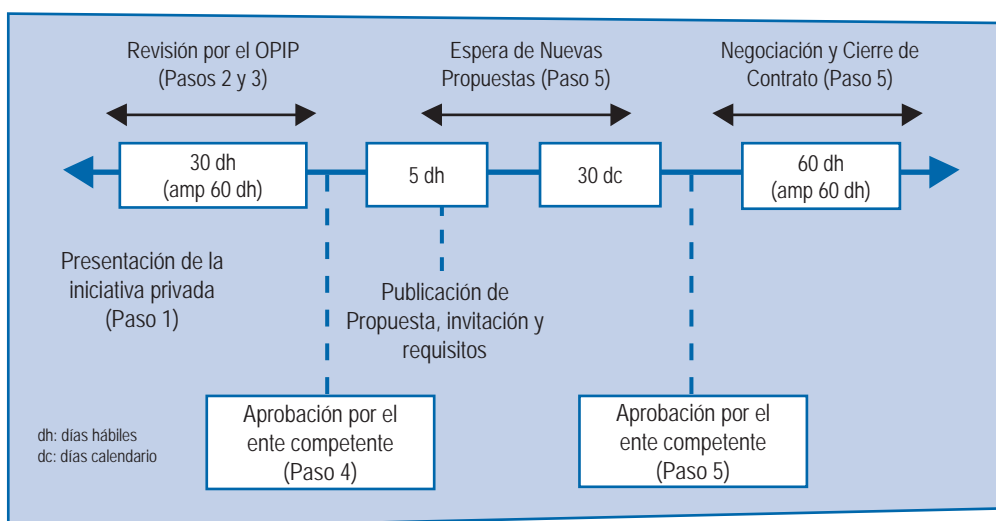 Revisión por el OPIP
(Pasos 2 y 3)
Espera de Nuevas
Propuestas (Paso 5)
Negociación y Cierre de
Contrato (Paso 5)
30 dh
(amp 60 dh)
5 dh
30 dc
60 dh
(amp 60 dh)
Presentación de la
iniciativa privada
(Paso 1)
Publicación de
Propuesta, invitación y
requisitos
dh: días hábiles
dc: días calendario
Aprobación por el
ente competente
(Paso 4)
Aprobación por el
ente competente
(Paso 5)